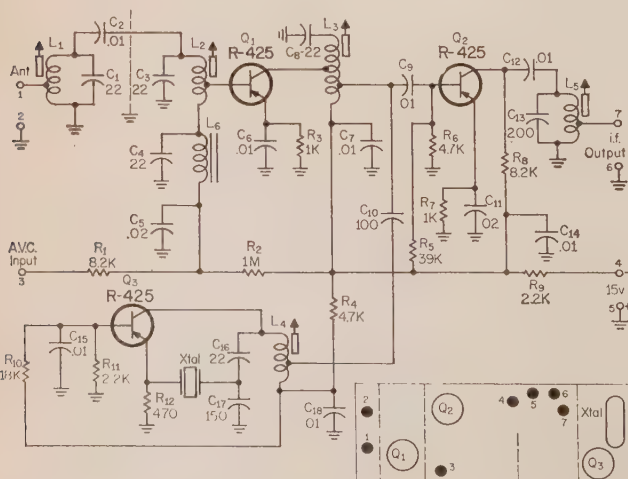 C2
.01
L1
Ant
1
2
C1
22
C3
22
L2
Q1
R-425
C8-22
L3
C9
.01
Q2
R-425
C12
.01
L5
C13
200
7
i.f.
Output
6
C4
22
L6
C6
.01
R3
1K
C7
.01
R6
4.7K
R8
8.2K
C5
.02
C10
100
R7
1K
C11
.02
R5
39K
C14
.01
A.V.C.
Input
3
R1
8.2K
R2
1M
R9
2.2K
4
15v
5
+
Q3
R-425
L4
R4
4.7K
R10
18K
C15
.01
R11
2.2K
Xtal
C16
22
R12
470
C17
150
C18
.01
2
1
Q1
Q2
3
4
5
6
7
Xtal
Q3